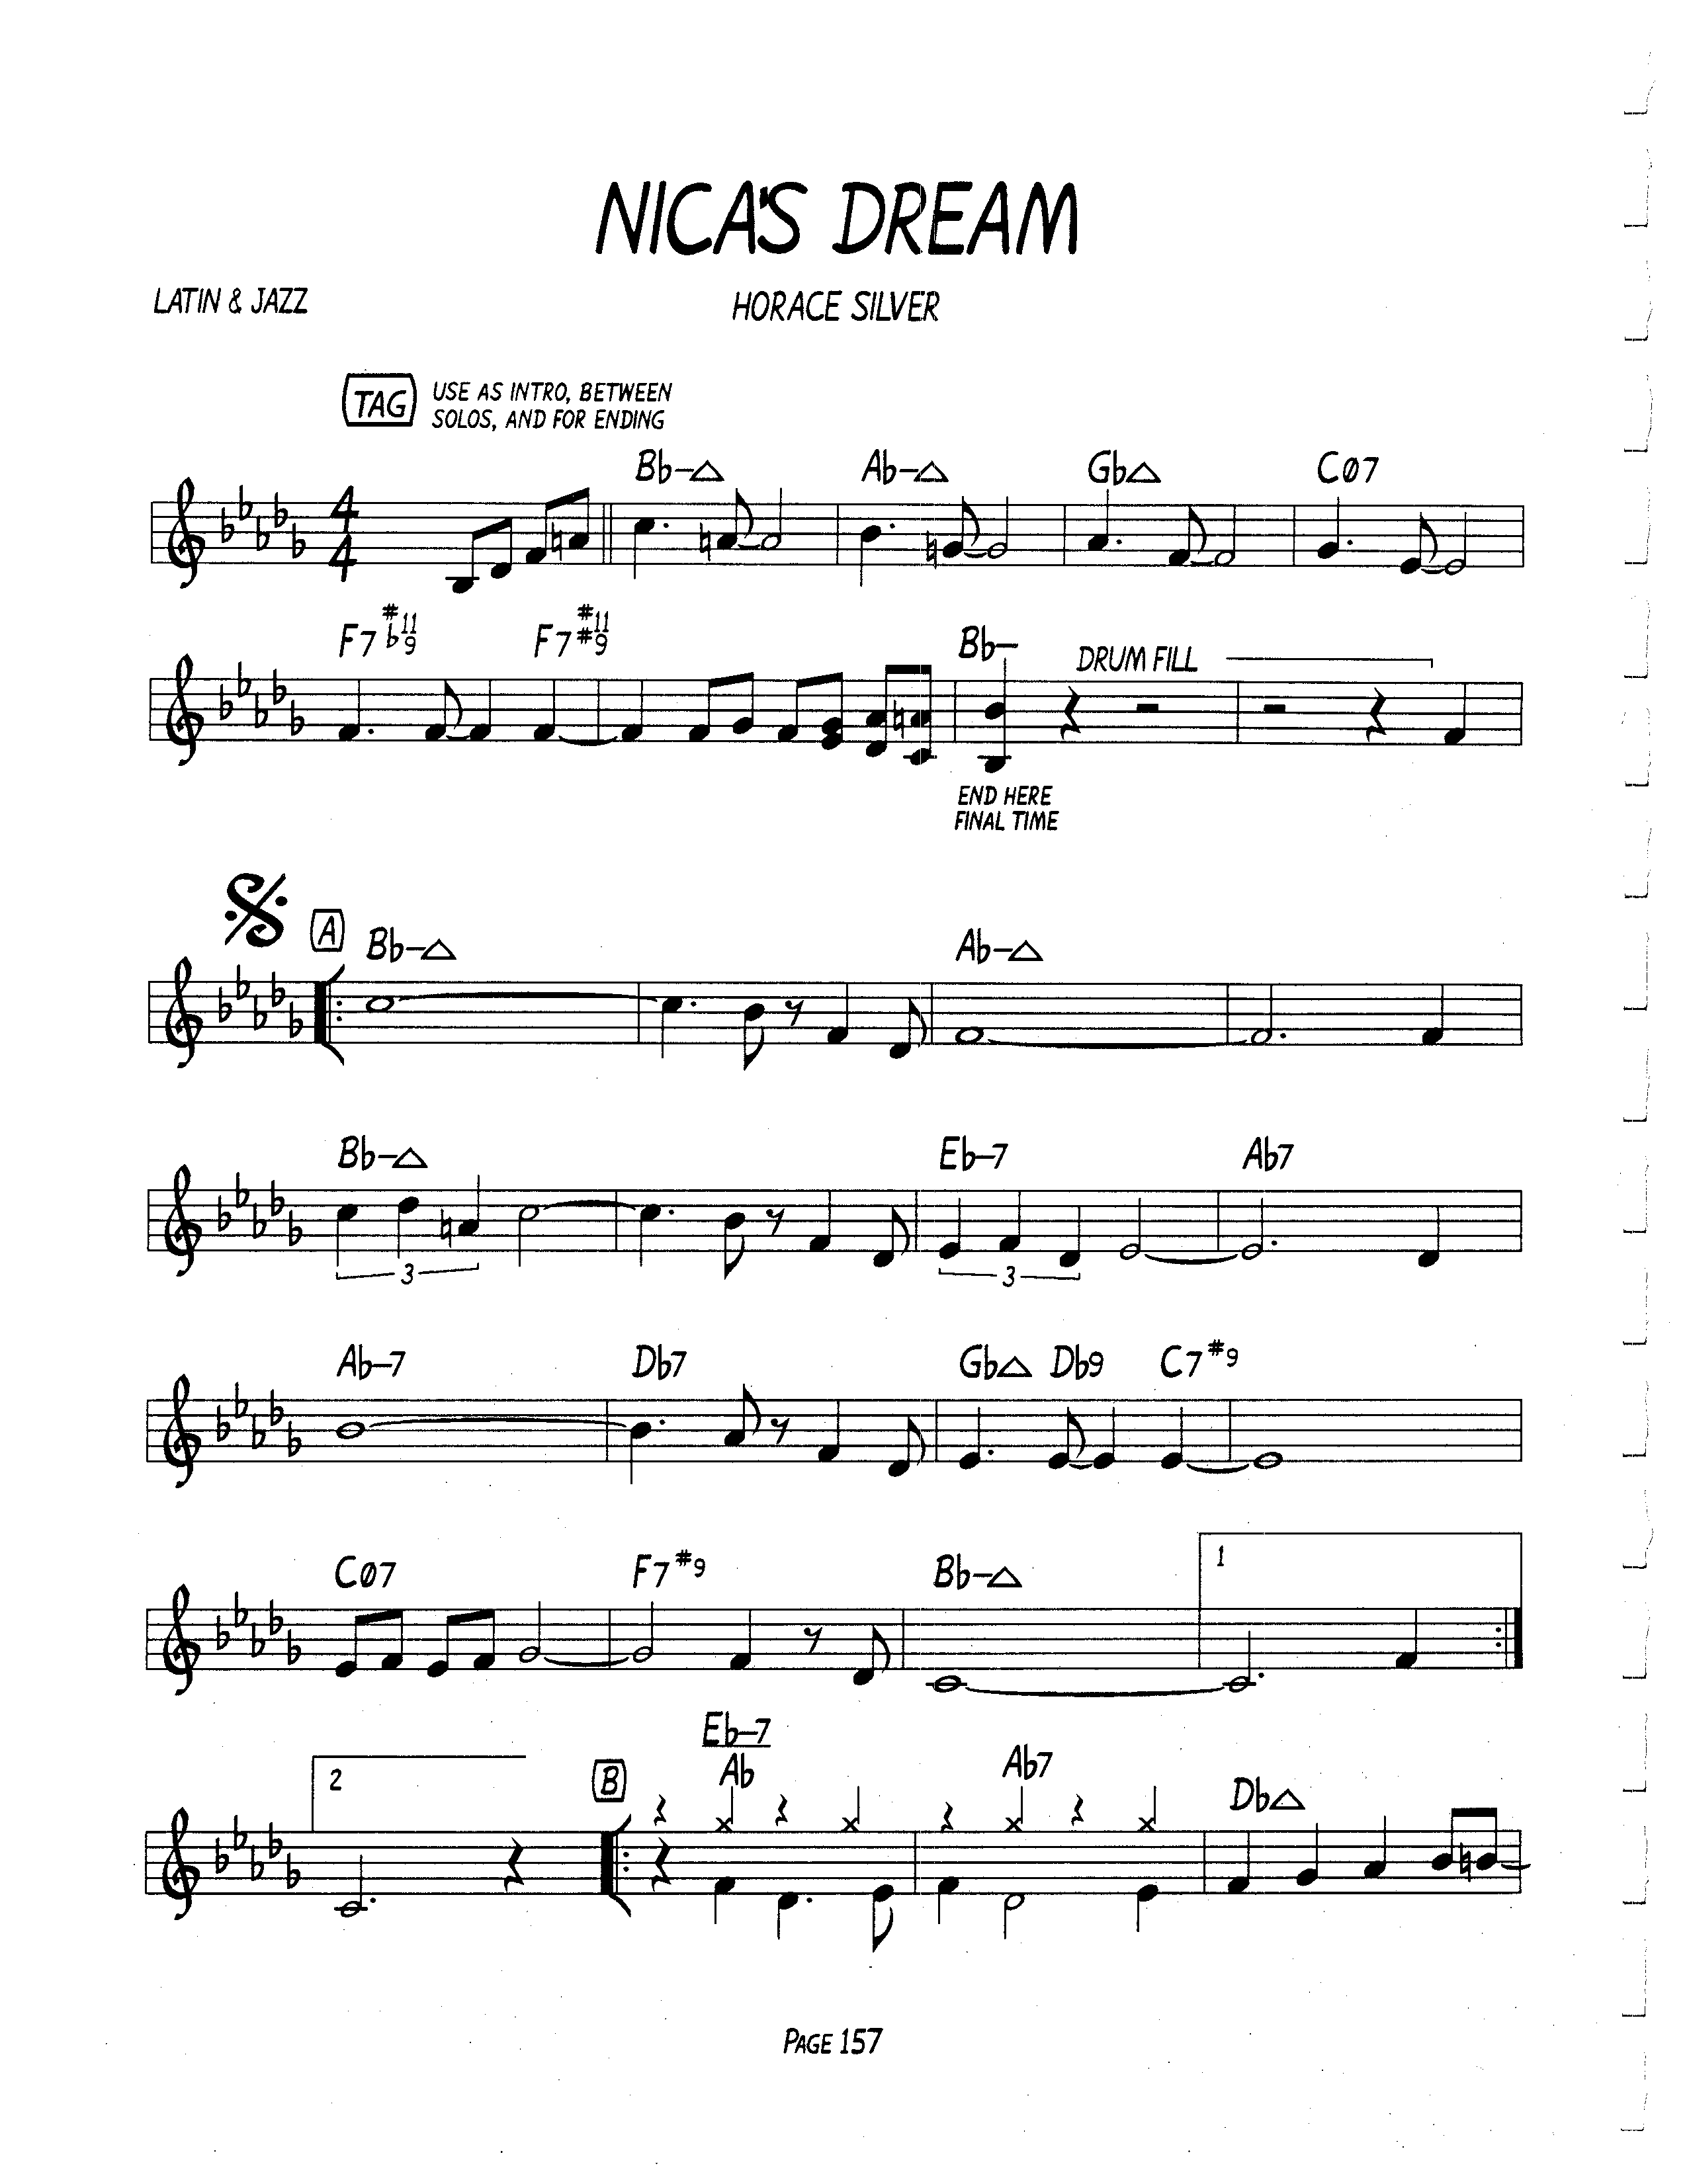 NICA'S DREAM
LATIN & JAZZ
HORACE SILVER
TAG
USE AS INTRO, BETWEEN
SOLOS, AND FOR ENDING
Bb-△ Ab-△ Gb△ CØ7
4
4
F7 #11 b9 F7 #11 #9 Bb- DRUM FILL
END HERE
FINAL TIME
A Bb-△ Ab-△
Bb-△ Eb-7 Ab7
3 3
Ab-7 Db7 Gb△ Db9 C7#9
1
CØ7 F7#9 Bb-△
Eb-7
2 B Ab Ab7 Db△
PAGE 157